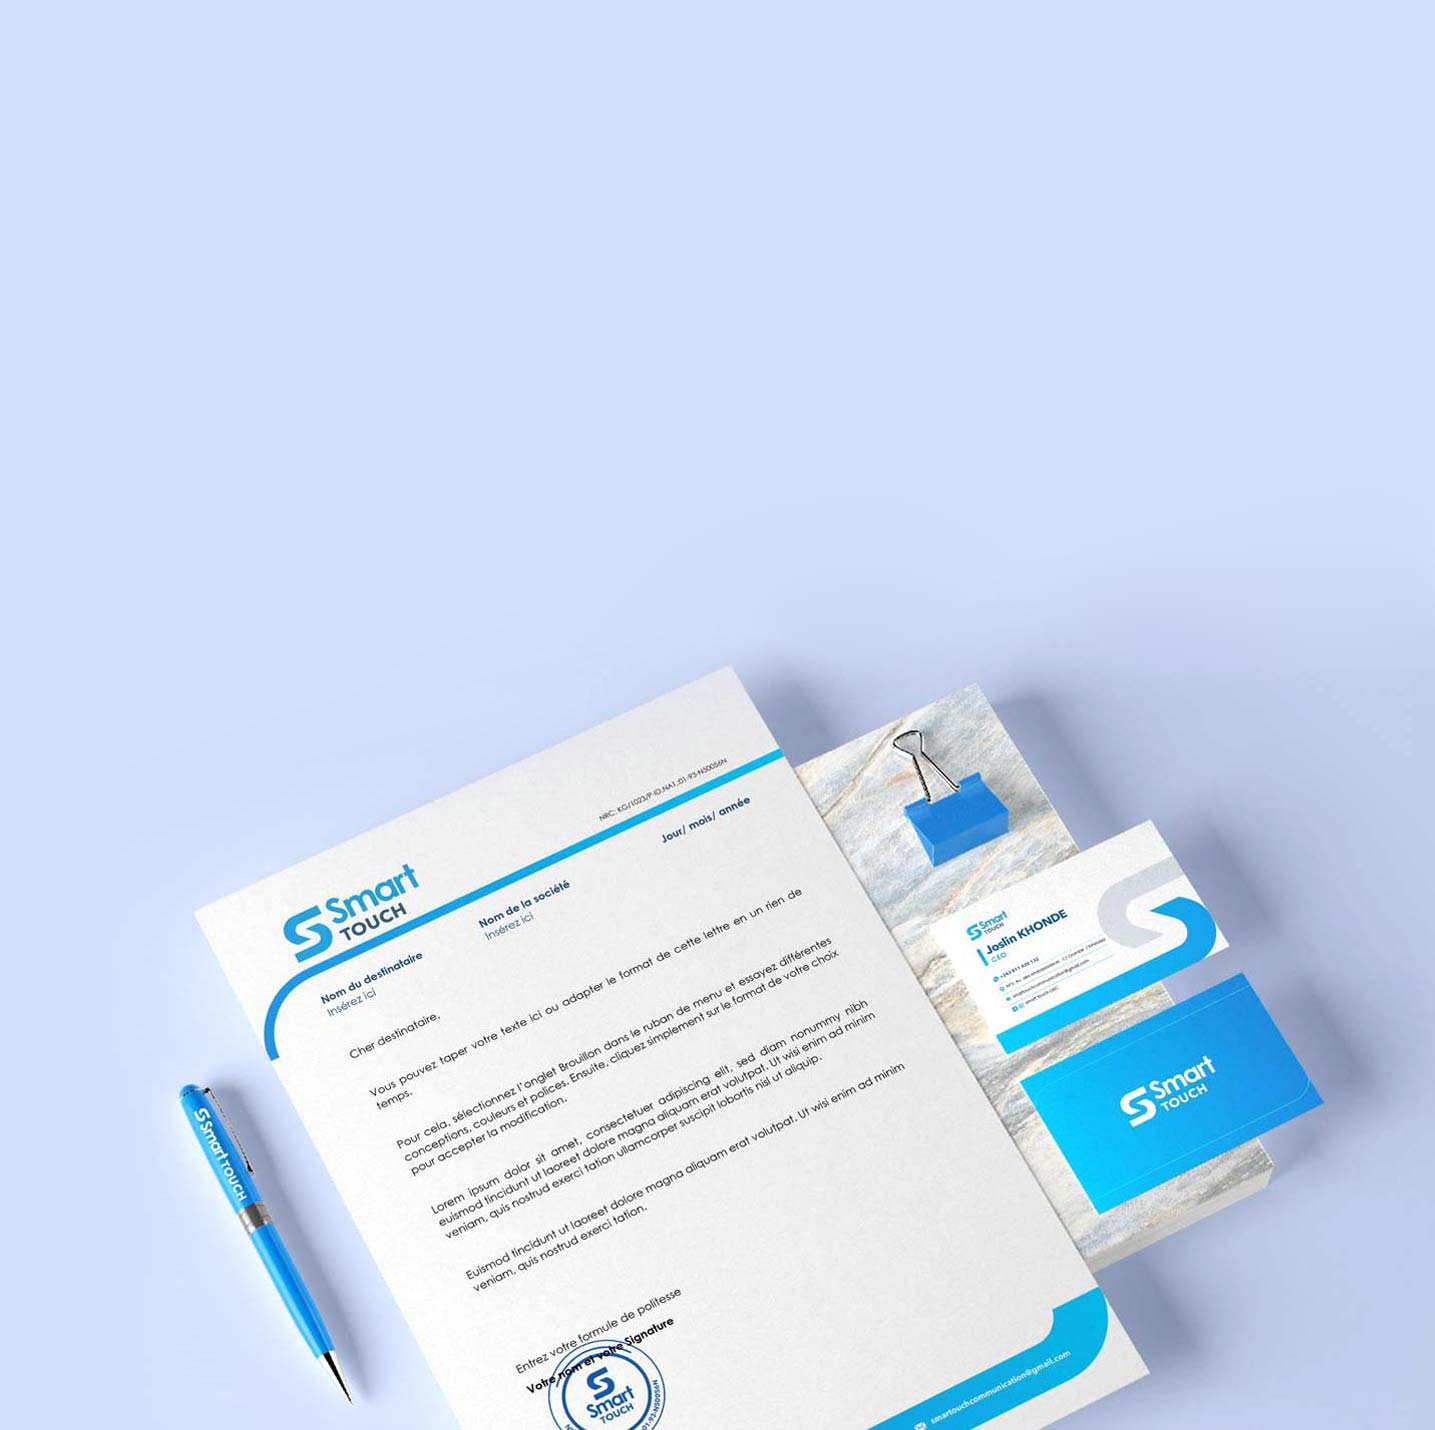 Smart
TOUCH
NRC: KG/1023/P-ID.NAT.:01-93-N50056N
Jour/ mois/ année
Nom de la société
Insérez ici
Nom du destinataire
Insérez ici
Cher destinataire,
Vous pouvez taper votre texte ici ou adapter le format de cette lettre en un rien de
temps.
Pour cela, sélectionnez l'onglet Brouillon dans le ruban de menu et essayez différentes
conceptions, couleurs et polices. Ensuite, cliquez simplement sur le format de votre choix
pour accepter la modification.
Lorem ipsum dolor sit amet, consectetuer adipiscing elit, sed diam nonummy nibh
euismod tincidunt ut laoreet dolore magna aliquam erat volutpat. Ut wisi enim ad minim
veniam, quis nostrud exerci tation ullamcorper suscipit lobortis nisl ut aliquip.
Euismod tincidunt ut laoreet dolore magna aliquam erat volutpat. Ut wisi enim ad minim
veniam, quis nostrud exerci tation.
Entrez votre formule de politesse
Votre nom et votre Signature
Smart
TOUCH
01-93-N50056N
smartouchcommunication@gmail.com
Smart TOUCH
Smart
TOUCH
Joslin KHONDE
CEO
smartouchcommunication@gmail.com
Smart
TOUCH